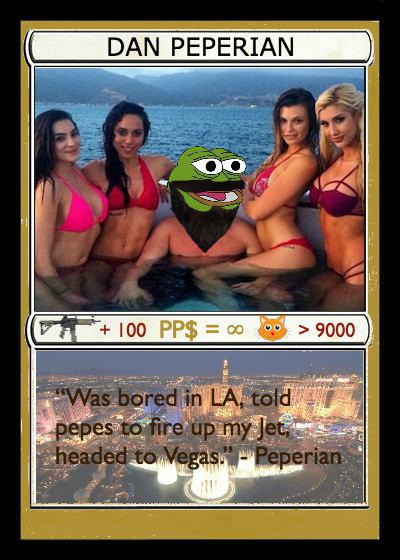 DAN PEPERIAN
+ 100 PP$ = ∞ > 9000
“Was bored in LA, told
pepes to fire up my Jet,
headed to Vegas.” - Peperian